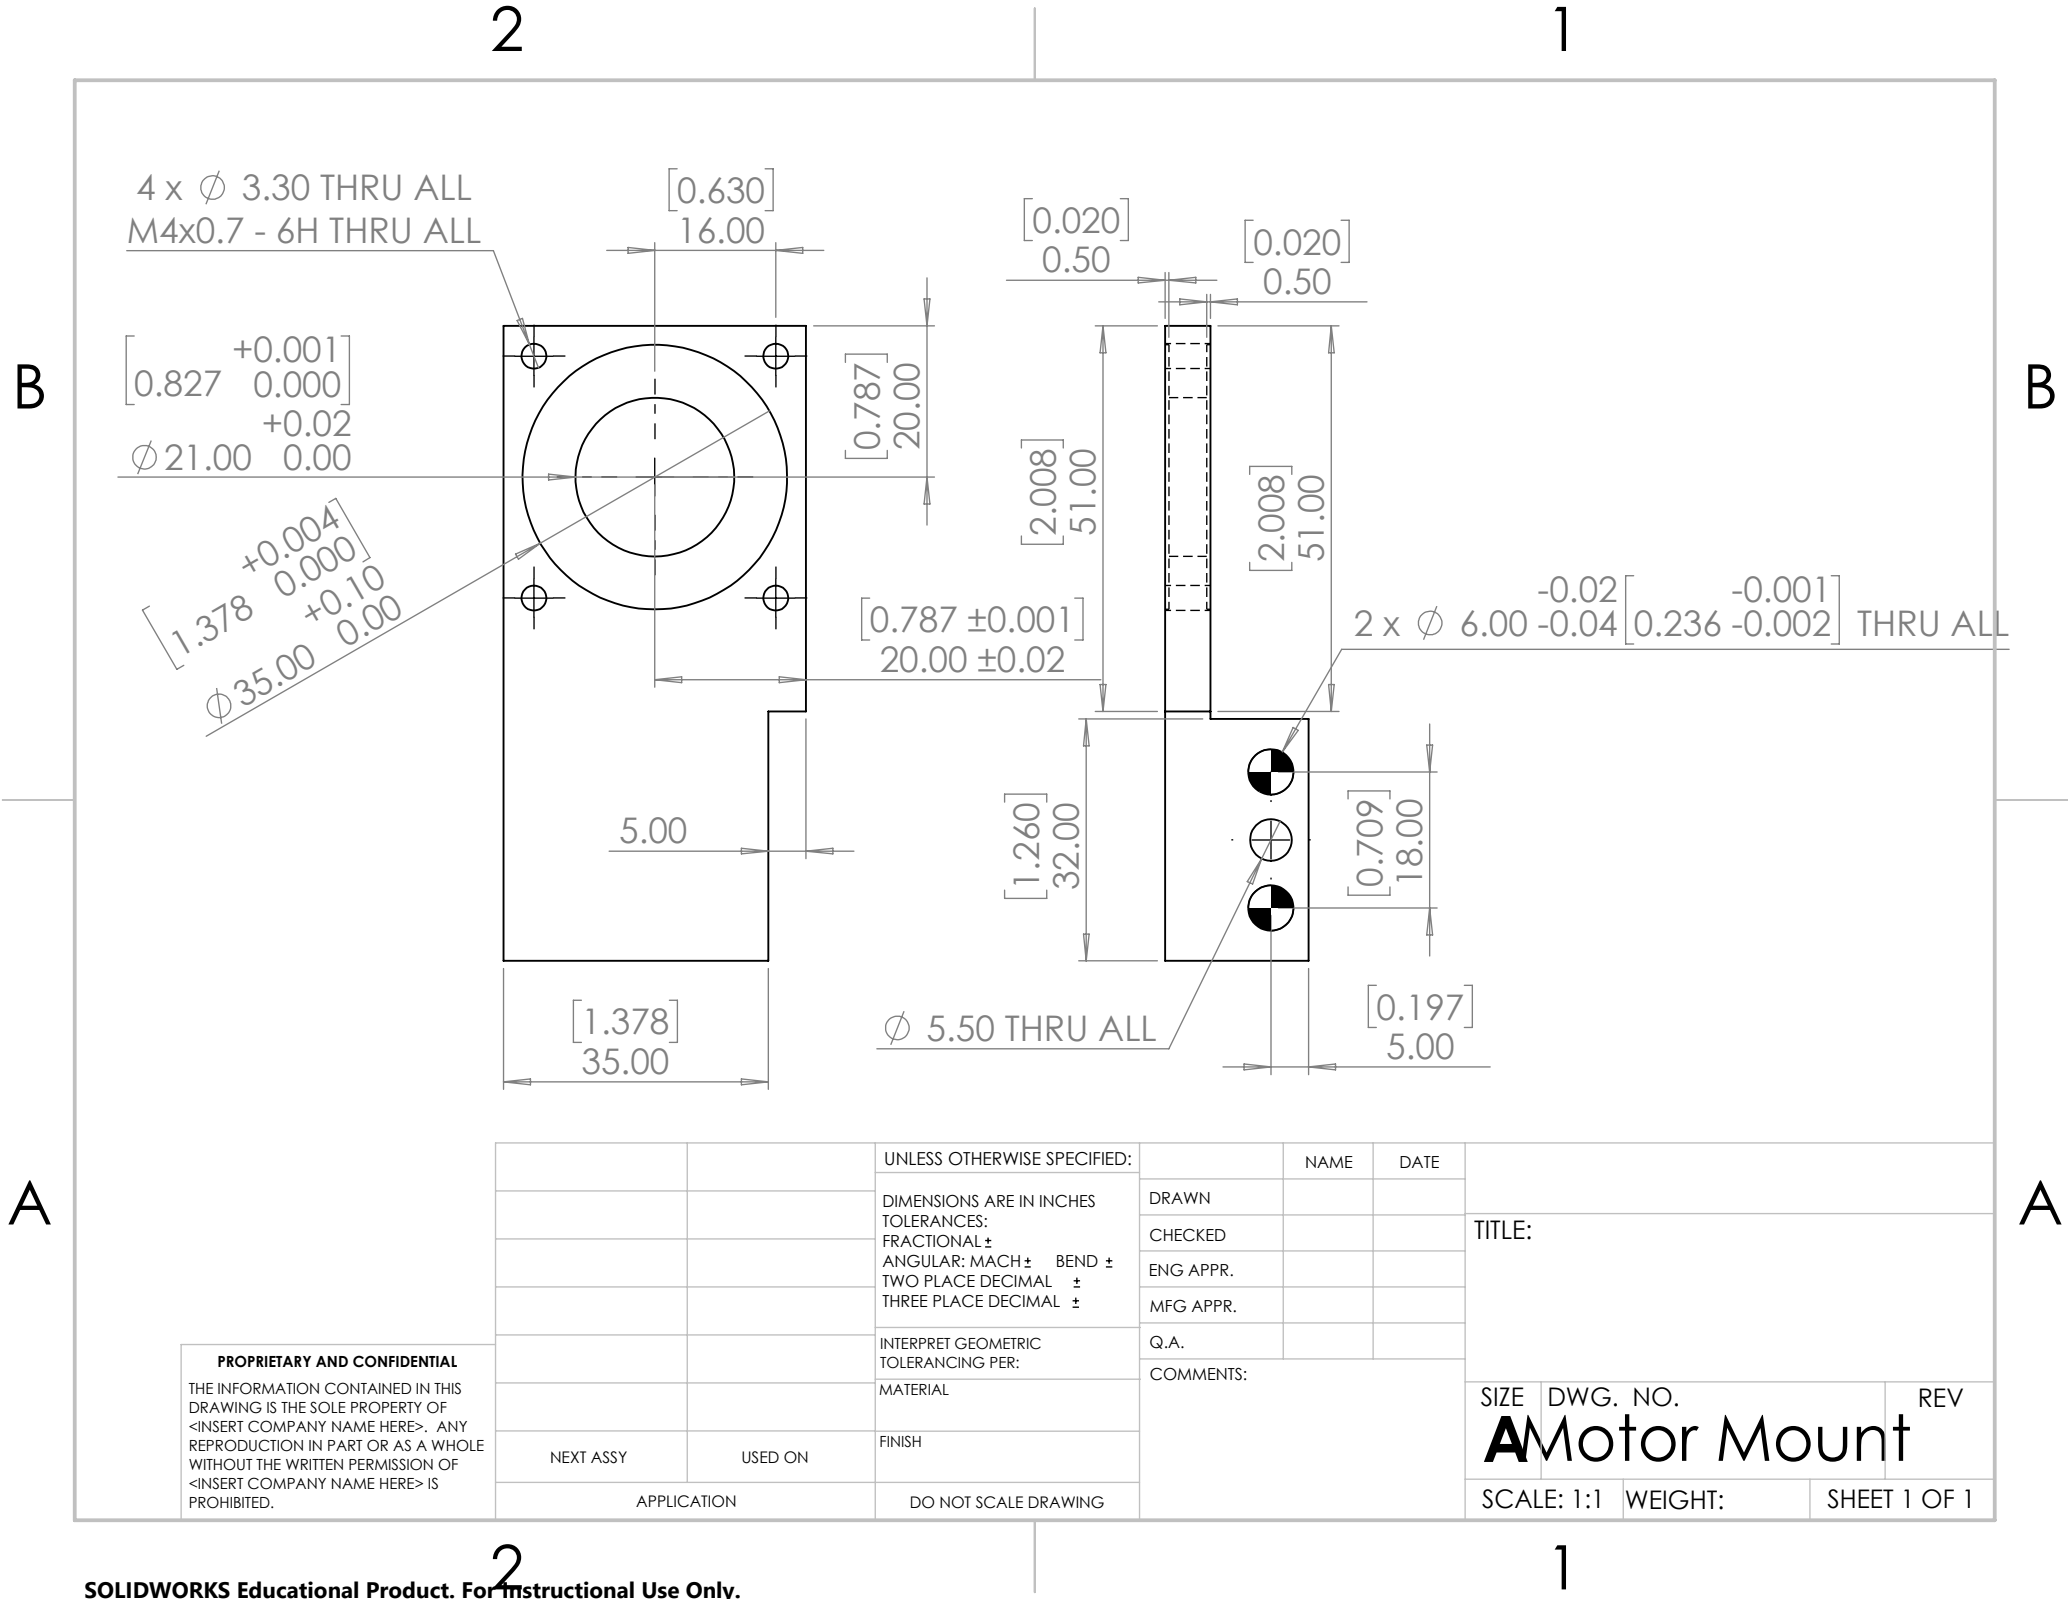 2
1
4 x ⌀ 3.30 THRU ALL
M4x0.7 - 6H THRU ALL
[0.630]
16.00
[0.020]
0.50
[0.020]
0.50
B
B
[0.827 +0.001 0.000]
⌀21.00 +0.02 0.00
[0.787]
20.00
[1.378 +0.004 0.000]
⌀35.00 +0.10 0.00
[2.008]
51.00
[2.008]
51.00
[0.787 ±0.001]
20.00 ±0.02
2 x ⌀ 6.00 -0.02 -0.04 [0.236 -0.001 -0.002] THRU ALL
5.00
[1.260]
32.00
[0.709]
18.00
[1.378]
35.00
⌀ 5.50 THRU ALL
[0.197]
5.00
A
A
UNLESS OTHERWISE SPECIFIED:
DIMENSIONS ARE IN INCHES
TOLERANCES:
FRACTIONAL ±
ANGULAR: MACH ± BEND ±
TWO PLACE DECIMAL ±
THREE PLACE DECIMAL ±
INTERPRET GEOMETRIC
TOLERANCING PER:
MATERIAL
FINISH
DO NOT SCALE DRAWING
NAME DATE
DRAWN
CHECKED
ENG APPR.
MFG APPR.
Q.A.
COMMENTS:
TITLE:
SIZE DWG. NO. REV
A Motor Mount
SCALE: 1:1 WEIGHT: SHEET 1 OF 1
PROPRIETARY AND CONFIDENTIAL
THE INFORMATION CONTAINED IN THIS
DRAWING IS THE SOLE PROPERTY OF
<INSERT COMPANY NAME HERE>. ANY
REPRODUCTION IN PART OR AS A WHOLE
WITHOUT THE WRITTEN PERMISSION OF
<INSERT COMPANY NAME HERE> IS
PROHIBITED.
NEXT ASSY USED ON
APPLICATION
2
1
SOLIDWORKS Educational Product. For Instructional Use Only.